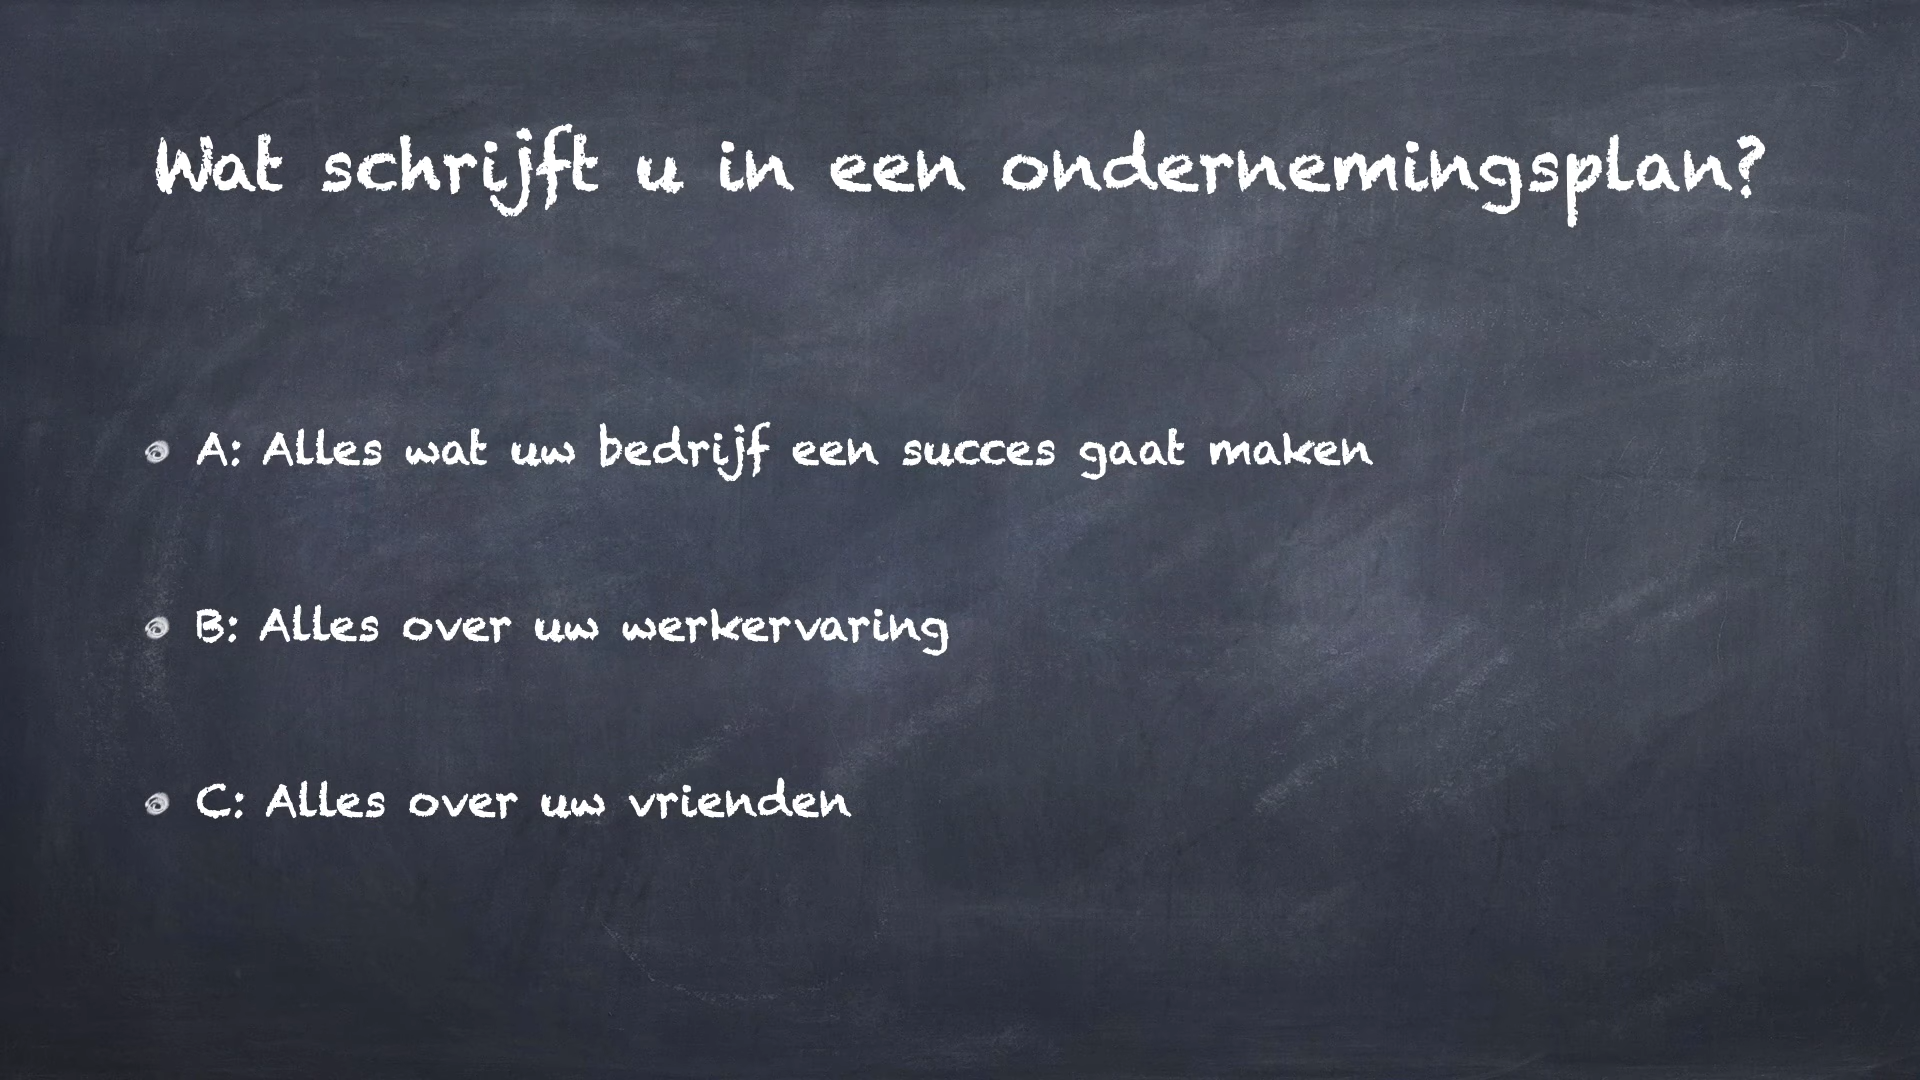 Wat schrijft u in een ondernemingsplan?
A: Alles wat uw bedrijf een succes gaat maken
B: Alles over uw werkervaring
C: Alles over uw vrienden